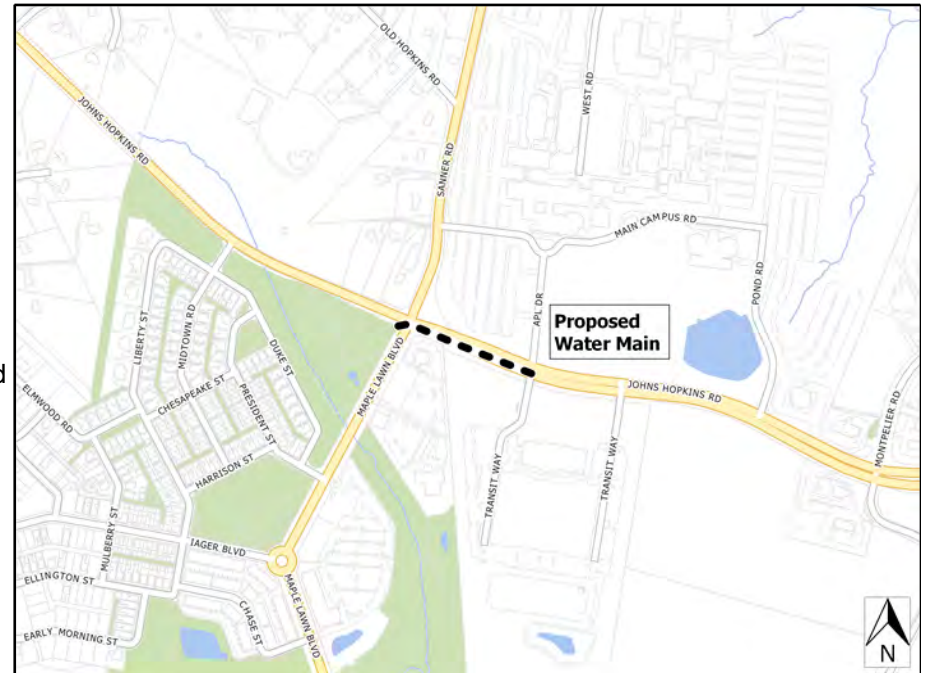 OLD HOPKINS RD
WEST RD
JOHNS HOPKINS RD
SANNER RD
MAIN CAMPUS RD
POND RD
APL DR
Proposed
Water Main
LIBERTY ST
MIDTOWN RD
DUKE ST
MAPLE LAWN BLVD
JOHNS HOPKINS RD
d
ELMWOOD RD
CHESAPEAKE ST
PRESIDENT ST
MONTPELIER RD
HARRISON ST
TRANSIT WAY
TRANSIT WAY
MULBERRY ST
IAGER BLVD
ELLINGTON ST
CHASE ST
MAPLE LAWN BLVD
EARLY MORNING ST
N